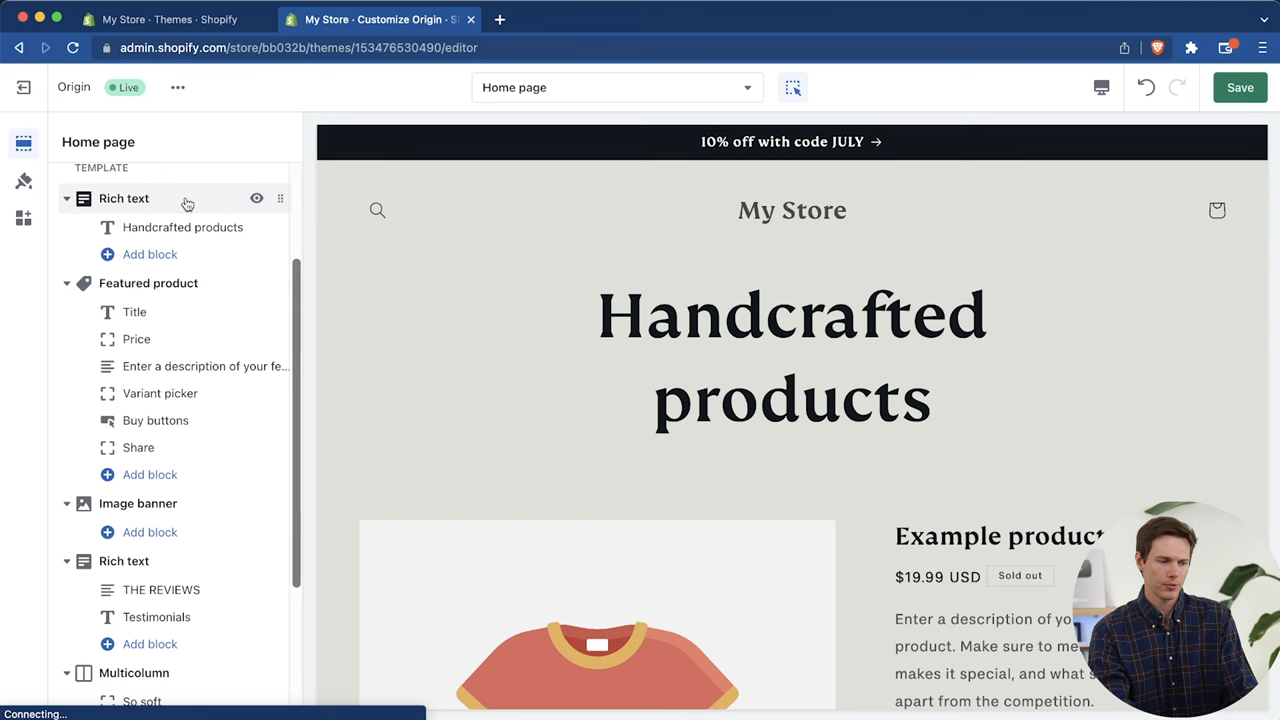 My Store · Themes · Shopify
My Store · Customize Origin · S
admin.shopify.com/store/bb032b/themes/153476530490/editor
Origin
Live
Home page
Save
Home page
TEMPLATE
Rich text
Handcrafted products
Add block
Featured product
Title
Price
Enter a description of your fe...
Variant picker
Buy buttons
Share
Add block
Image banner
Add block
Rich text
THE REVIEWS
Testimonials
Add block
Multicolumn
So soft
Connecting...
10% off with code JULY →
My Store
Handcrafted
products
Example product
$19.99 USD
Sold out
Enter a description of yo
product. Make sure to me
makes it special, and what s
apart from the competition.